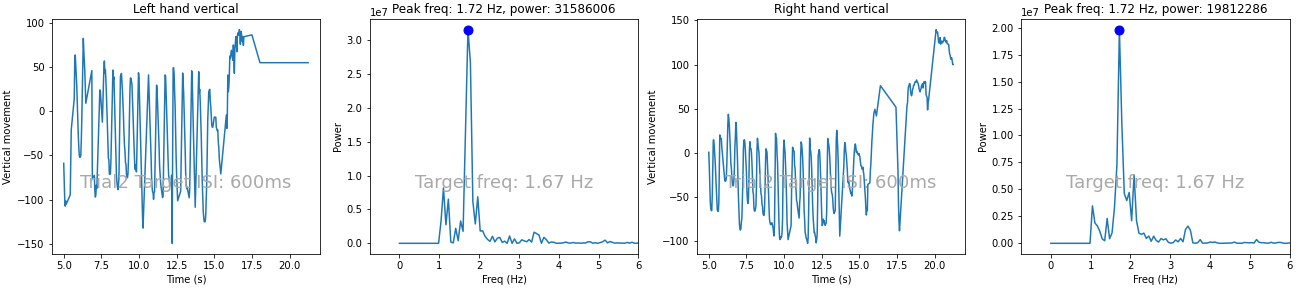 Left hand vertical
Vertical movement
100
50
0
−50
−100
−150
Trial 2 Target ISI: 600ms
5.0 7.5 10.0 12.5 15.0 17.5 20.0
Time (s)
1e7
Peak freq: 1.72 Hz, power: 31586006
Power
3.0
2.5
2.0
1.5
1.0
0.5
0.0
Target freq: 1.67 Hz
0 1 2 3 4 5 6
Freq (Hz)
Right hand vertical
Vertical movement
150
100
50
0
−50
−100
Trial 2 Target ISI: 600ms
5.0 7.5 10.0 12.5 15.0 17.5 20.0
Time (s)
1e7
Peak freq: 1.72 Hz, power: 19812286
Power
2.00
1.75
1.50
1.25
1.00
0.75
0.50
0.25
0.00
Target freq: 1.67 Hz
0 1 2 3 4 5 6
Freq (Hz)